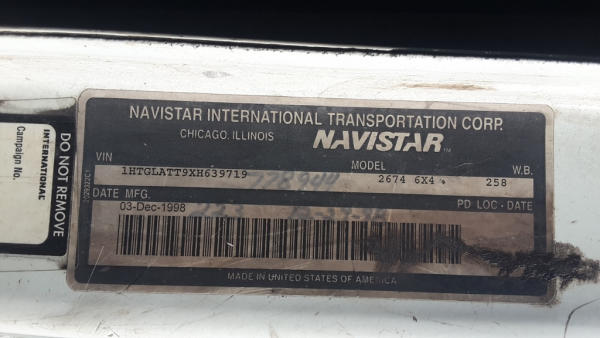 NAVISTAR INTERNATIONAL TRANSPORTATION CORP.
CHICAGO, ILLINOIS NAVISTAR TM
VIN MODEL W.B.
1HTGLATT9XH639719 2674 6X4 258
DATE MFG. PD LOC - DATE
03-Dec-1998
MADE IN UNITED STATES OF AMERICA
DO NOT REMOVE
INTERNATIONAL
Campaign No.